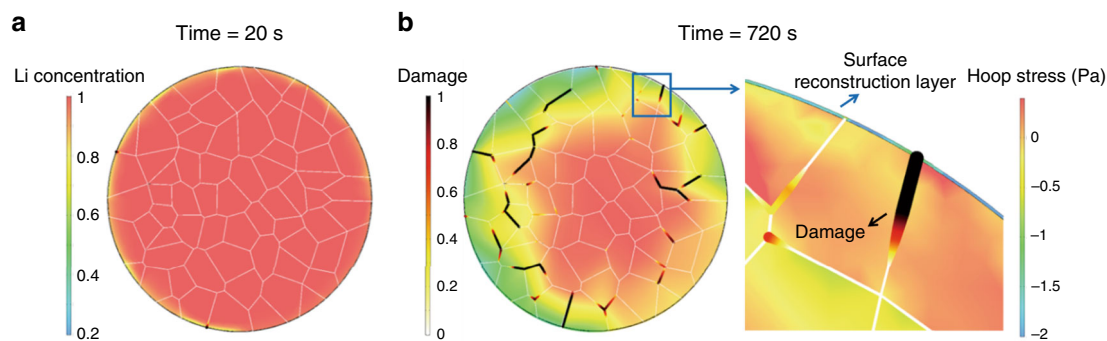 a
Time = 20 s
Li concentration
1
0.8
0.6
0.4
0.2
b
Time = 720 s
Damage
1
0.8
0.6
0.4
0.2
0
Surface
reconstruction layer
Damage
Hoop stress (Pa)
0
−0.5
−1
−1.5
−2